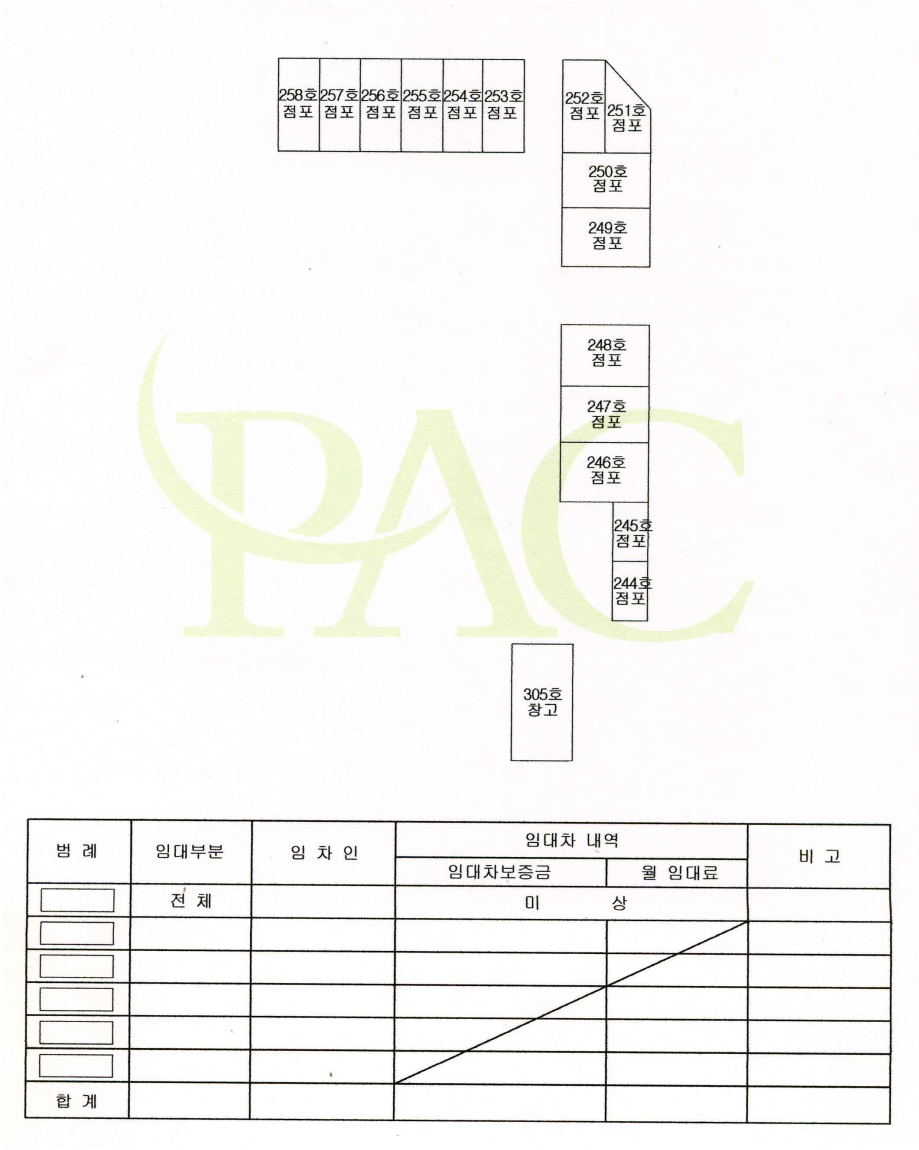 258호 257호 256호 255호 254호 253호
점포 점포 점포 점포 점포 점포
252호
점포
251호
점포
250호
점포
249호
점포
248호
점포
247호
점포
246호
점포
245호
점포
244호
점포
PAC
305호
창고
범 례 임대부분 임 차 인 임대차 내역 비 고
임대차보증금 월 임대료
전 체 미 상
합 계